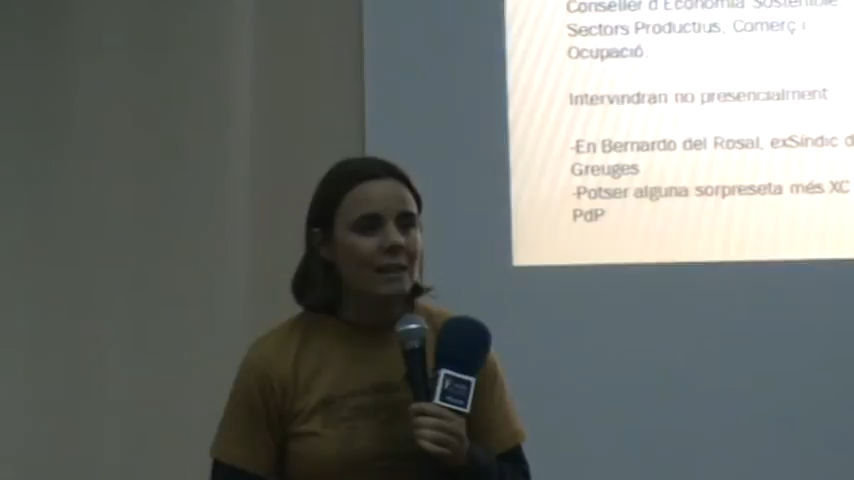 Conseller d'Economia Sostenible
Sectors Productius, Comerç i
Ocupació.
Intervindran no presencialment
-En Bernardo del Rosal, exSíndic d
Greuges
-Potser alguna sorpreseta més XC
PdP